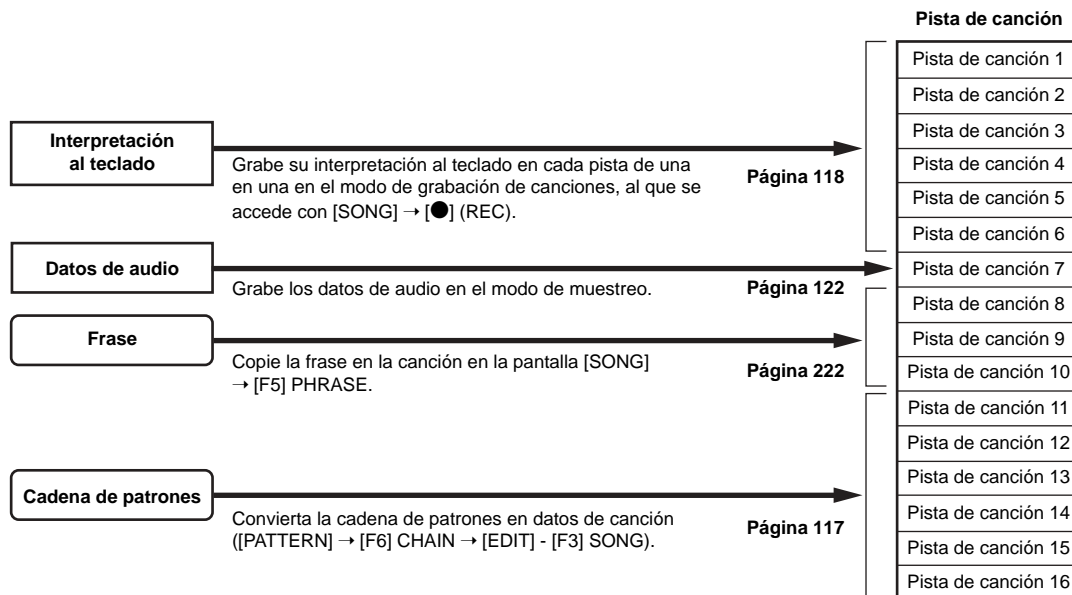 Pista de canción
Pista de canción 1
Pista de canción 2
Pista de canción 3
Pista de canción 4
Pista de canción 5
Pista de canción 6
Pista de canción 7
Pista de canción 8
Pista de canción 9
Pista de canción 10
Pista de canción 11
Pista de canción 12
Pista de canción 13
Pista de canción 14
Pista de canción 15
Pista de canción 16
Interpretación
al teclado
Grabe su interpretación al teclado en cada pista de una
en una en el modo de grabación de canciones, al que se
accede con [SONG] → [●] (REC).
Página 118
Datos de audio
Grabe los datos de audio en el modo de muestreo.
Página 122
Frase
Copie la frase en la canción en la pantalla [SONG]
→ [F5] PHRASE.
Página 222
Cadena de patrones
Convierta la cadena de patrones en datos de canción
([PATTERN] → [F6] CHAIN → [EDIT] - [F3] SONG).
Página 117